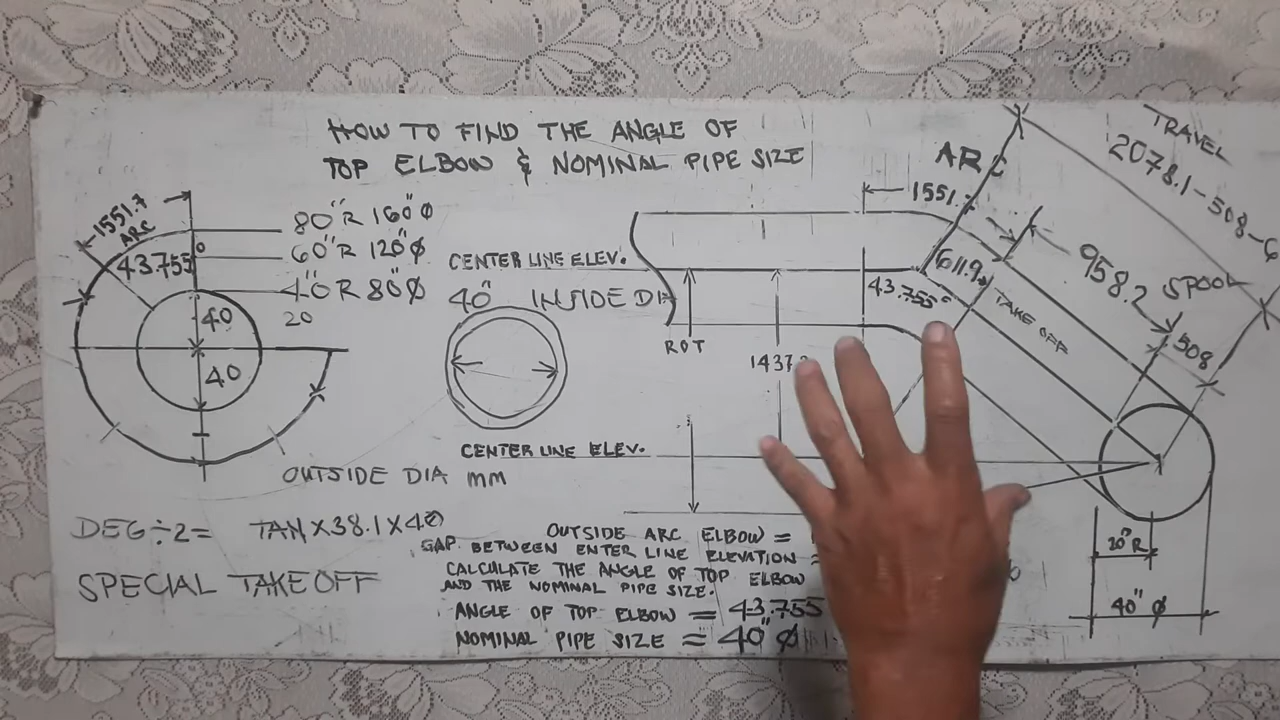 HOW TO FIND THE ANGLE OF
TOP ELBOW & NOMINAL PIPE SIZE
1551.7
ARC
43.755°
80"R 160"Ø
60"R 120"Ø
40"R 80"Ø
20
40
40
OUTSIDE DIA mm
DEG÷2= TAN X 38.1 X 40
SPECIAL TAKE OFF
CENTER LINE ELEV.
40" INSIDE DIA
CENTER LINE ELEV.
OUTSIDE ARC ELBOW =
GAP BETWEEN ENTER LINE ELEVATION =
CALCULATE THE ANGLE OF TOP ELBOW
AND THE NOMINAL PIPE SIZE.
ANGLE OF TOP ELBOW = 43.755
NOMINAL PIPE SIZE = 40" Ø
ARC
1551.7
TRAVEL
2078.1-508-6
611.9
958.2
SPOOL
43.755°
TAKE OFF
508
1437
20"R
40" Ø